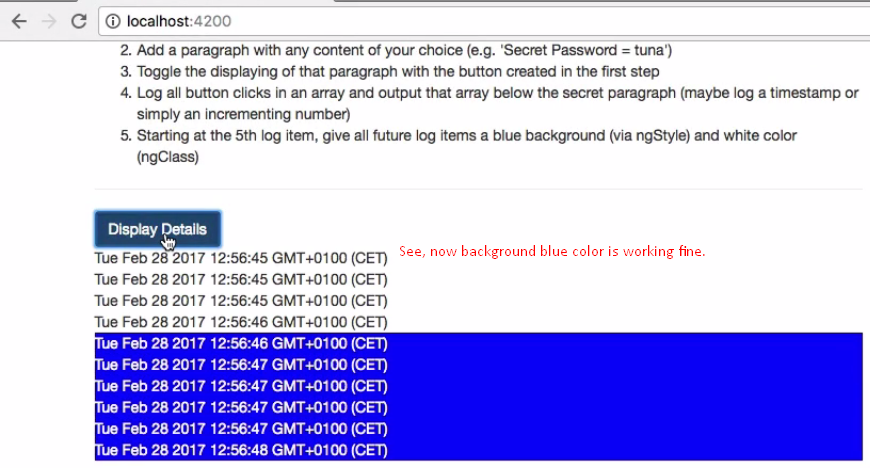 localhost:4200
2. Add a paragraph with any content of your choice (e.g. 'Secret Password = tuna')
3. Toggle the displaying of that paragraph with the button created in the first step
4. Log all button clicks in an array and output that array below the secret paragraph (maybe log a timestamp or
simply an incrementing number)
5. Starting at the 5th log item, give all future log items a blue background (via ngStyle) and white color
(ngClass)
Display Details
See, now background blue color is working fine.
Tue Feb 28 2017 12:56:45 GMT+0100 (CET)
Tue Feb 28 2017 12:56:45 GMT+0100 (CET)
Tue Feb 28 2017 12:56:45 GMT+0100 (CET)
Tue Feb 28 2017 12:56:46 GMT+0100 (CET)
Tue Feb 28 2017 12:56:46 GMT+0100 (CET)
Tue Feb 28 2017 12:56:47 GMT+0100 (CET)
Tue Feb 28 2017 12:56:47 GMT+0100 (CET)
Tue Feb 28 2017 12:56:47 GMT+0100 (CET)
Tue Feb 28 2017 12:56:47 GMT+0100 (CET)
Tue Feb 28 2017 12:56:48 GMT+0100 (CET)